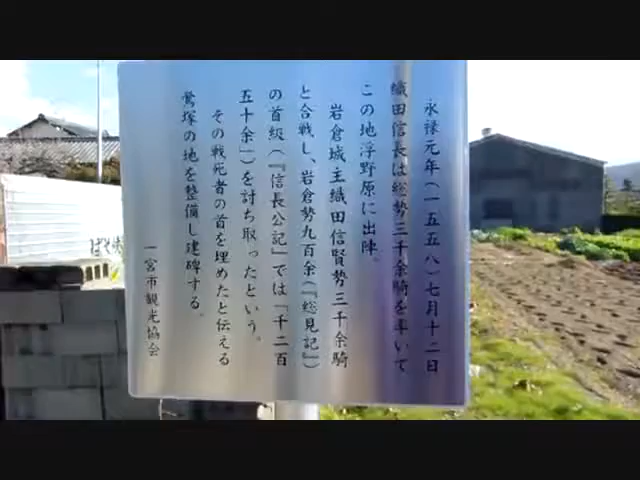 永禄元年(一五五八)七月十二日
織田信長は総勢三千余騎を率いて
この地浮野原に出陣。
岩倉城主織田信賢勢三千余騎
と合戦し、岩倉勢九百余(『総見記』)
の首級(『信長公記』では「千二百
五十余」)を討ち取ったという。
その戦死者の首を埋めたと伝える
鷲塚の地を整備し建碑する。
一宮市観光協会